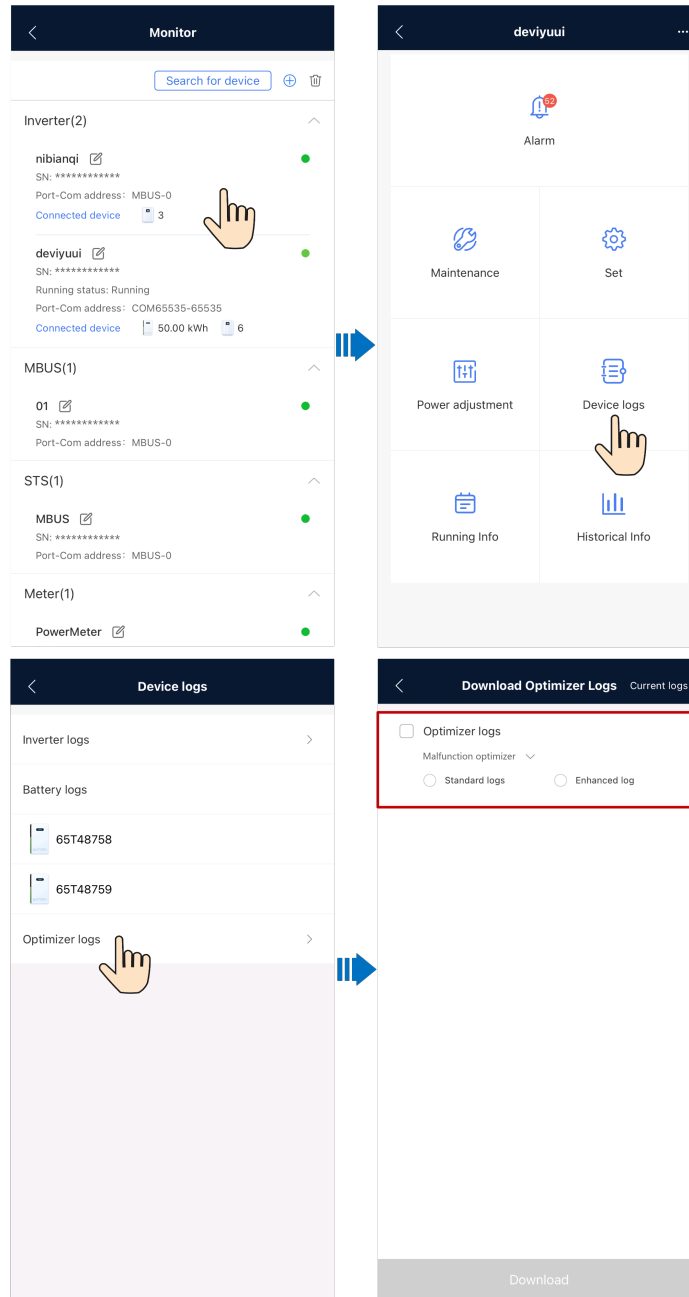 Monitor
Search for device
Inverter(2)
nibianqi
SN: ************
Port-Com address: MBUS-0
Connected device 3
deviyuui
SN: ************
Running status: Running
Port-Com address: COM65535-65535
Connected device 50.00 kWh 6
MBUS(1)
01
SN: ************
Port-Com address: MBUS-0
STS(1)
MBUS
SN: ************
Port-Com address: MBUS-0
Meter(1)
PowerMeter
deviyuui
52
Alarm
Maintenance
Set
Power adjustment
Device logs
Running Info
Historical Info
Device logs
Inverter logs
Battery logs
65T48758
65T48759
Optimizer logs
Download Optimizer Logs Current logs
Optimizer logs
Malfunction optimizer
Standard logs
Enhanced log
Download